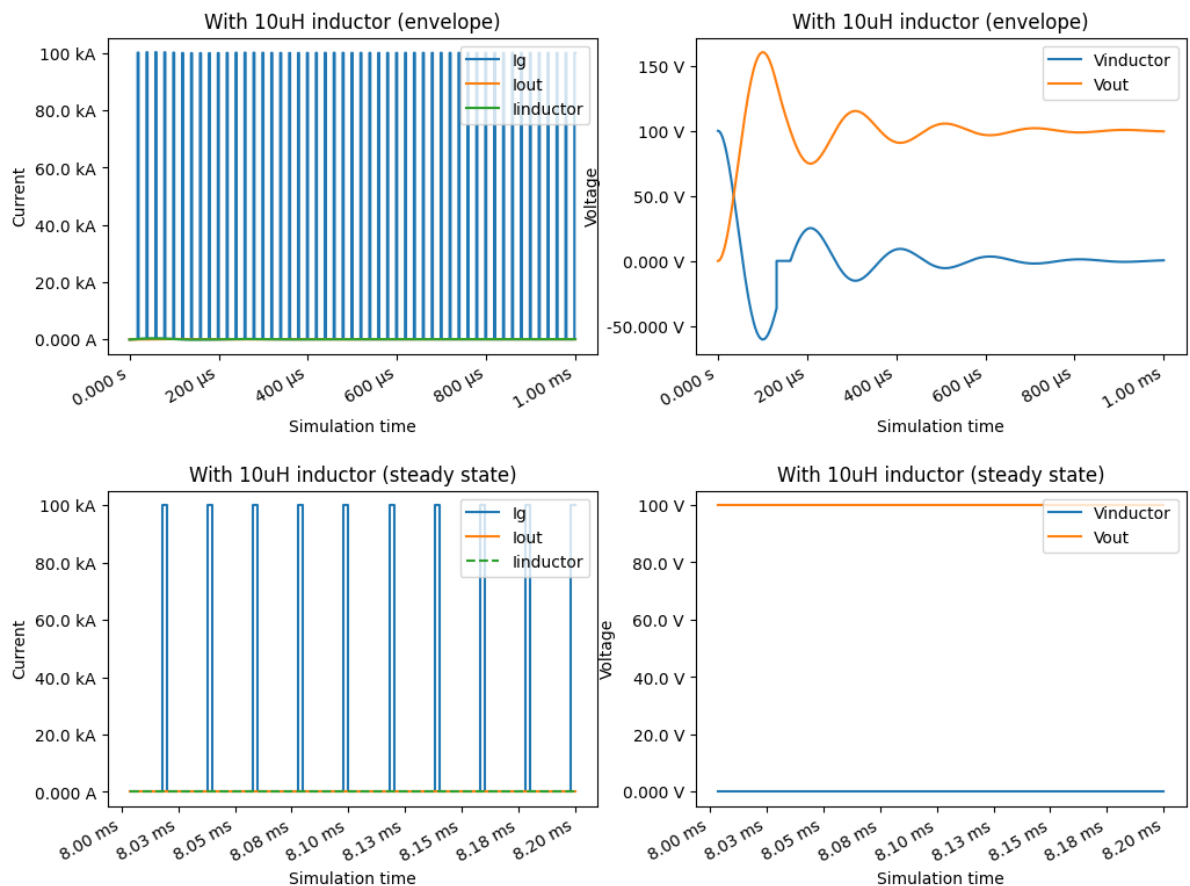 With 10uH inductor (envelope)
100 kA
80.0 kA
60.0 kA
40.0 kA
20.0 kA
0.000 A
Current
Ig
Iout
Iinductor
0.000 s
200 µs
400 µs
600 µs
800 µs
1.00 ms
Simulation time
With 10uH inductor (envelope)
150 V
100 V
50.0 V
0.000 V
-50.000 V
Voltage
Vinductor
Vout
0.000 s
200 µs
400 µs
600 µs
800 µs
1.00 ms
Simulation time
With 10uH inductor (steady state)
100 kA
80.0 kA
60.0 kA
40.0 kA
20.0 kA
0.000 A
Current
Ig
Iout
Iinductor
8.00 ms
8.03 ms
8.05 ms
8.08 ms
8.10 ms
8.13 ms
8.15 ms
8.18 ms
8.20 ms
Simulation time
With 10uH inductor (steady state)
100 V
80.0 V
60.0 V
40.0 V
20.0 V
0.000 V
Voltage
Vinductor
Vout
8.00 ms
8.03 ms
8.05 ms
8.08 ms
8.10 ms
8.13 ms
8.15 ms
8.18 ms
8.20 ms
Simulation time